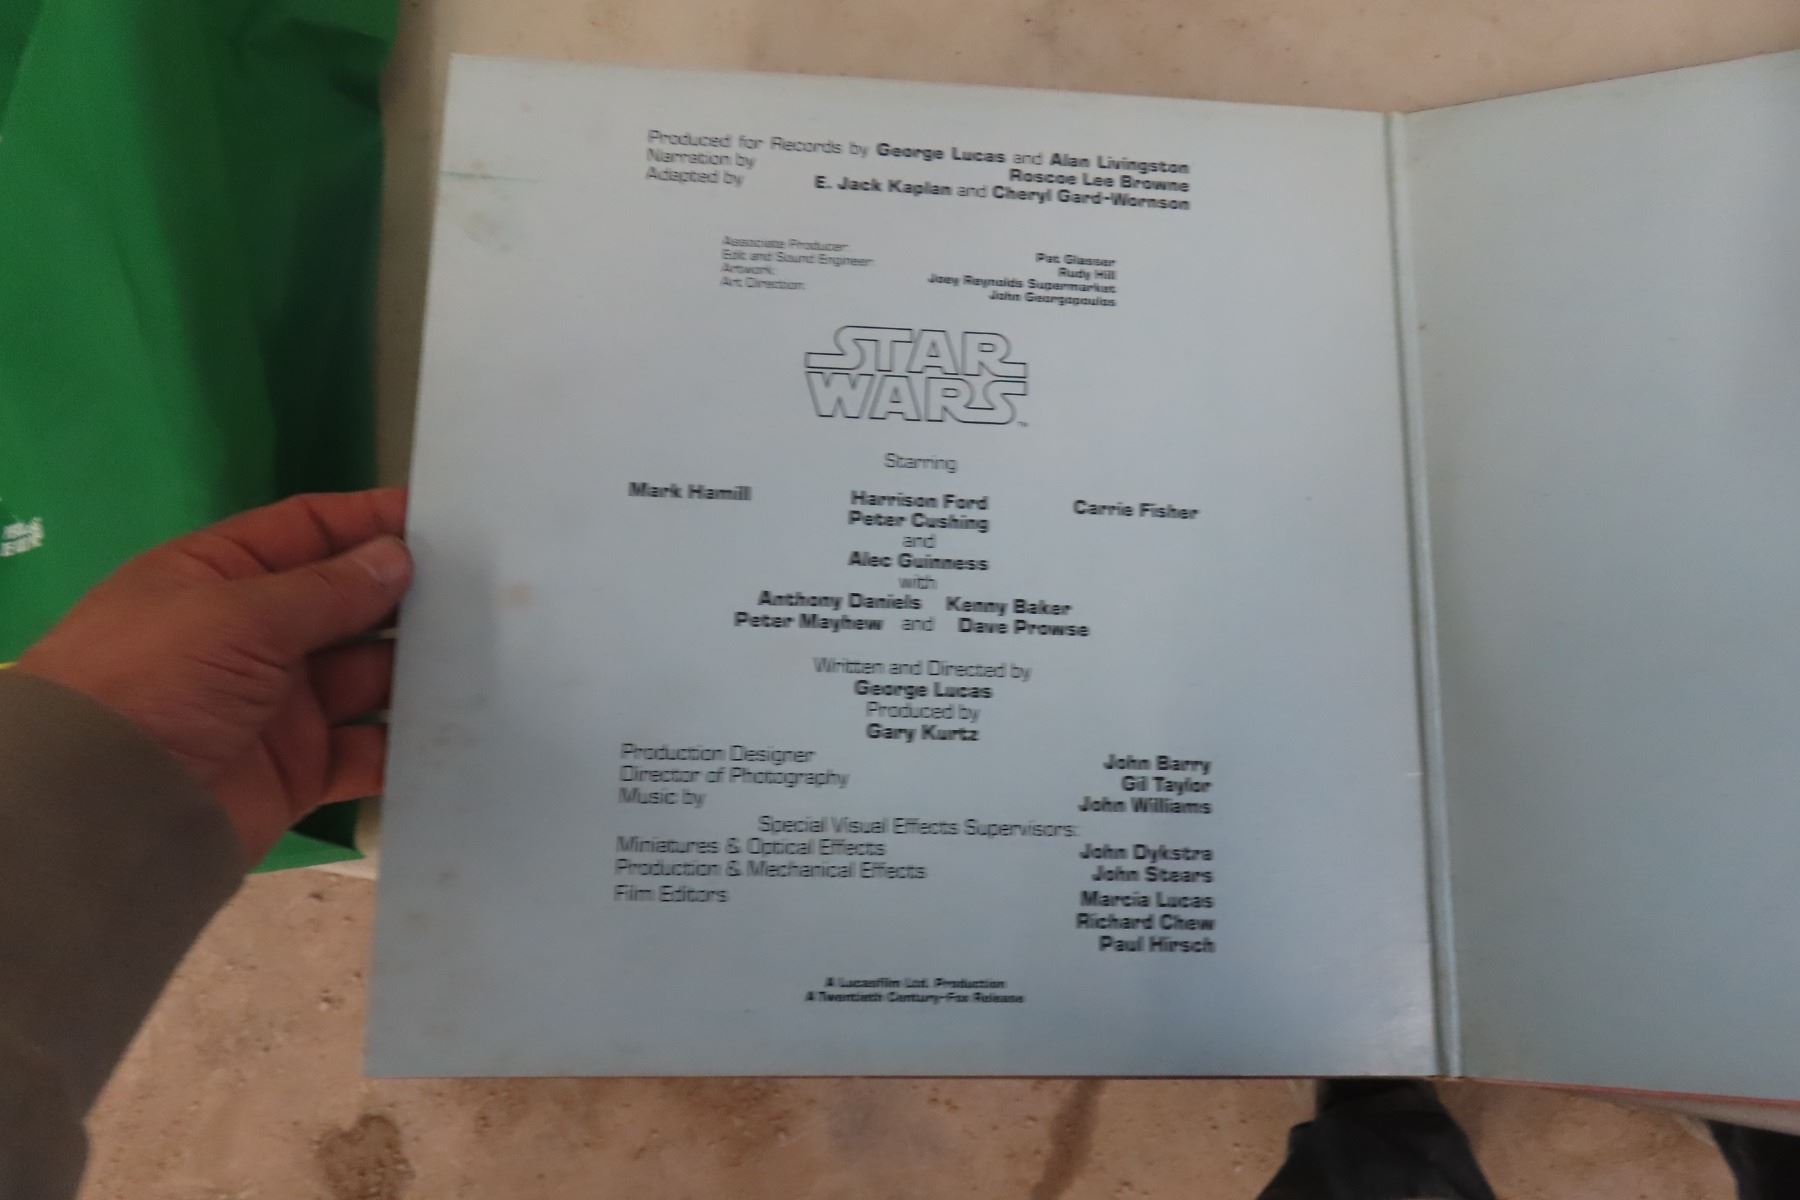 Produced for Records by George Lucas and Alan Livingston
Narration by Roscoe Lee Browne
Adapted by E. Jack Kaplan and Cheryl Gard-Wornson
Associate Producer: Pat Glasser
Edit and Sound Engineer: Rudy Hill
Artwork: Joey Reynolds Supermarket
Art Direction: John Georgopoulos
STAR
WARS™
Starring
Mark Hamill Harrison Ford Carrie Fisher
Peter Cushing
and
Alec Guinness
with
Anthony Daniels Kenny Baker
Peter Mayhew and Dave Prowse
Written and Directed by
George Lucas
Produced by
Gary Kurtz
Production Designer John Barry
Director of Photography Gil Taylor
Music by John Williams
Special Visual Effects Supervisors:
Miniatures & Optical Effects John Dykstra
Production & Mechanical Effects John Stears
Film Editors Marcia Lucas
Richard Chew
Paul Hirsch
A Lucasfilm Ltd. Production
A Twentieth Century-Fox Release